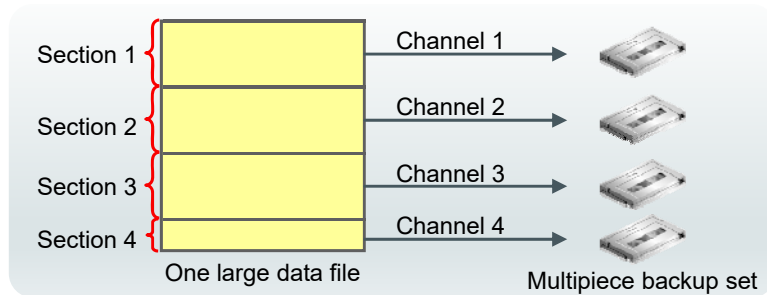 Section 1
Channel 1
Section 2
Channel 2
Section 3
Channel 3
Section 4
Channel 4
One large data file
Multipiece backup set